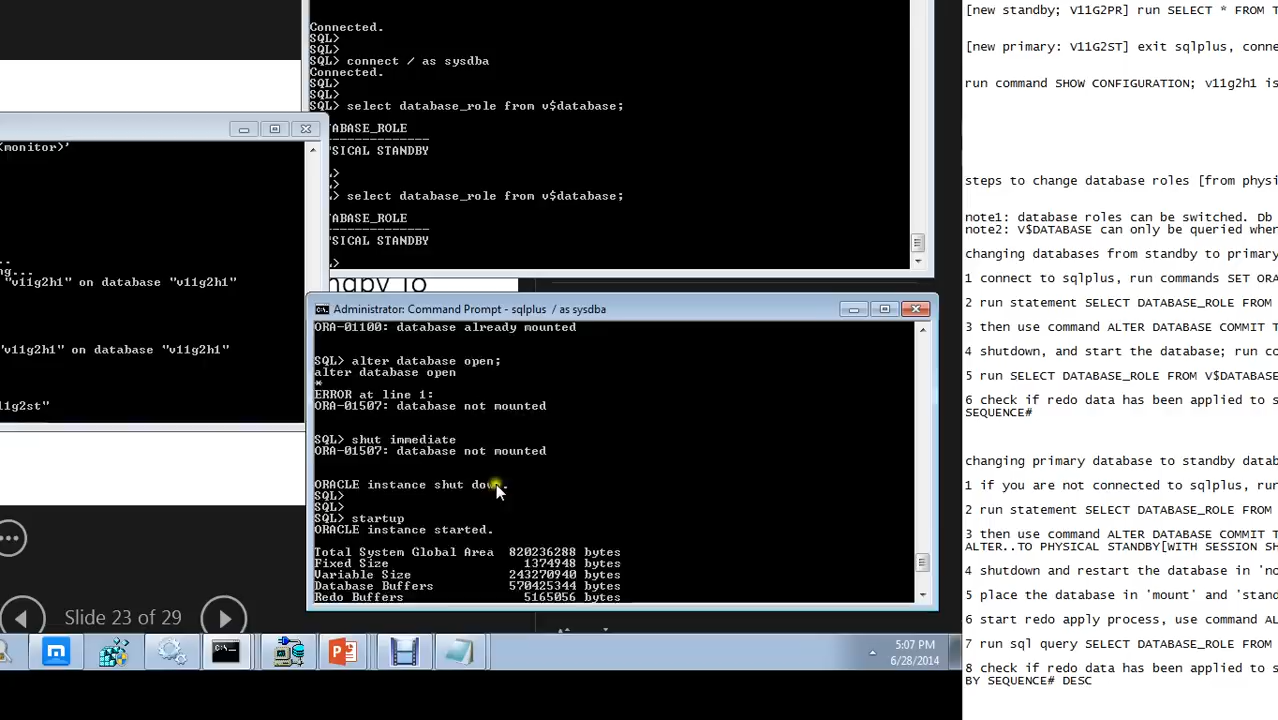 Connected.
SQL>
SQL>
SQL> connect / as sysdba
Connected.
SQL>
SQL>
SQL> select database_role from v$database;
TABASE_ROLE
----------------
YSICAL STANDBY
>
>
> select database_role from v$database;
TABASE_ROLE
----------------
YSICAL STANDBY
>
<monitor>'
..
ng...
"v11g2h1" on database "v11g2h1"
"v11g2h1" on database "v11g2h1"
11g2st"
ndby To
Administrator: Command Prompt - sqlplus / as sysdba
ORA-01100: database already mounted
SQL> alter database open;
alter database open
*
ERROR at line 1:
ORA-01507: database not mounted
SQL> shut immediate
ORA-01507: database not mounted
ORACLE instance shut down.
SQL>
SQL>
SQL> startup
ORACLE instance started.
Total System Global Area 820236288 bytes
Fixed Size 1374948 bytes
Variable Size 243270940 bytes
Database Buffers 570425344 bytes
Redo Buffers 5165056 bytes
Slide 23 of 29
5:07 PM
6/28/2014
[new standby; V11G2PR] run SELECT * FROM T
[new primary: V11G2ST] exit sqlplus, conne
run command SHOW CONFIGURATION; v11g2h1 is
steps to change database roles [from physi
note1: database roles can be switched. Db
note2: V$DATABASE can only be queried when
changing databases from standby to primary
1 connect to sqlplus, run commands SET ORA
2 run statement SELECT DATABASE_ROLE FROM
3 then use command ALTER DATABASE COMMIT T
4 shutdown, and start the database; run co
5 run SELECT DATABASE_ROLE FROM V$DATABASE
6 check if redo data has been applied to s
SEQUENCE#
changing primary database to standby datab
1 if you are not connected to sqlplus, run
2 run statement SELECT DATABASE_ROLE FROM
3 then use command ALTER DATABASE COMMIT T
ALTER..TO PHYSICAL STANDBY[WITH SESSION SH
4 shutdown and restart the database in 'no
5 place the database in 'mount' and 'stand
6 start redo apply process, use command AL
7 run sql query SELECT DATABASE_ROLE FROM
8 check if redo data has been applied to s
BY SEQUENCE# DESC